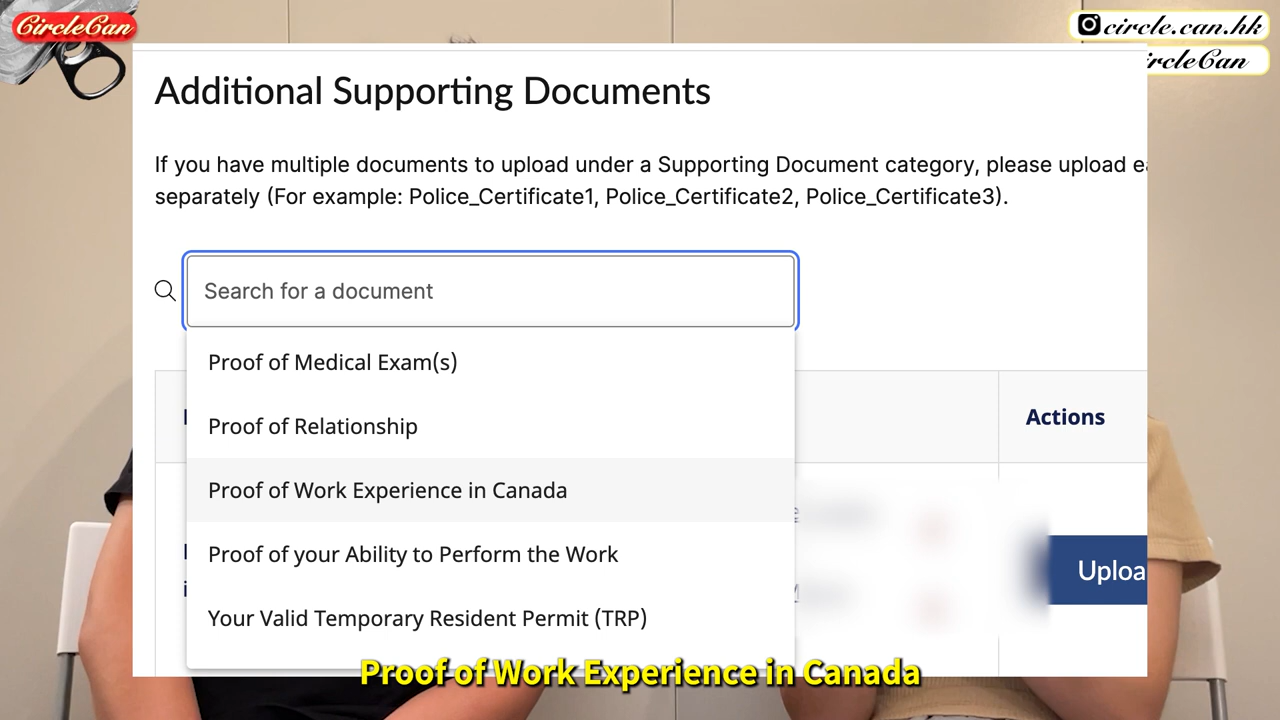 CircleCan
circle.can.hk
ircleCan
Additional Supporting Documents
If you have multiple documents to upload under a Supporting Document category, please upload
separately (For example: Police_Certificate1, Police_Certificate2, Police_Certificate3).
Search for a document
Proof of Medical Exam(s)
Proof of Relationship
Actions
Proof of Work Experience in Canada
Proof of your Ability to Perform the Work
Uploa
Your Valid Temporary Resident Permit (TRP)
Proof of Work Experience in Canada